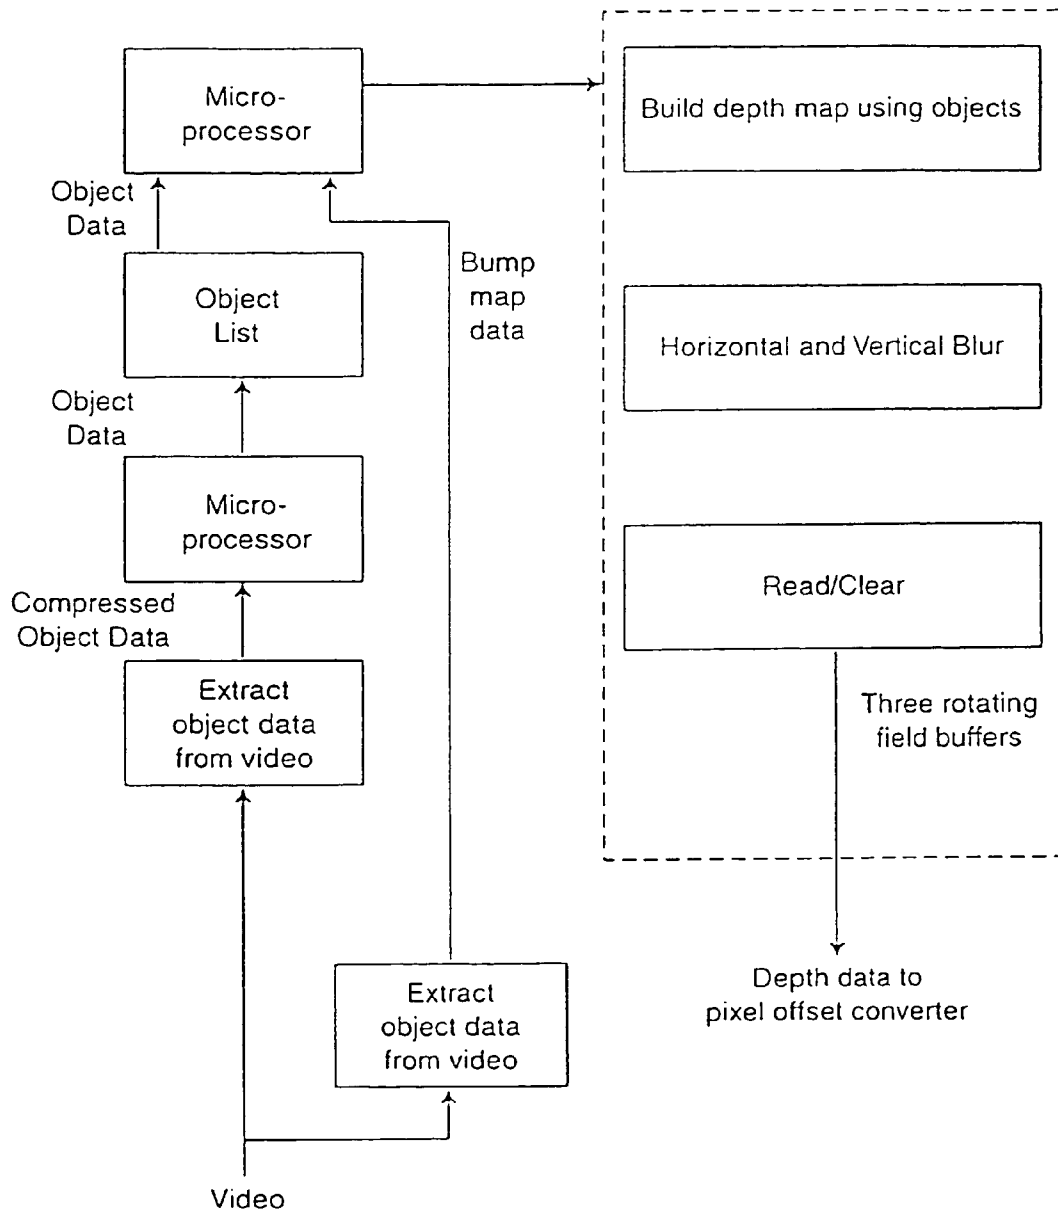 Micro-
processor
Build depth map using objects
Object
Data
Bump
map
data
Object
List
Horizontal and Vertical Blur
Object
Data
Micro-
processor
Read/Clear
Compressed
Object Data
Extract
object data
from video
Three rotating
field buffers
Extract
object data
from video
Depth data to
pixel offset converter
Video